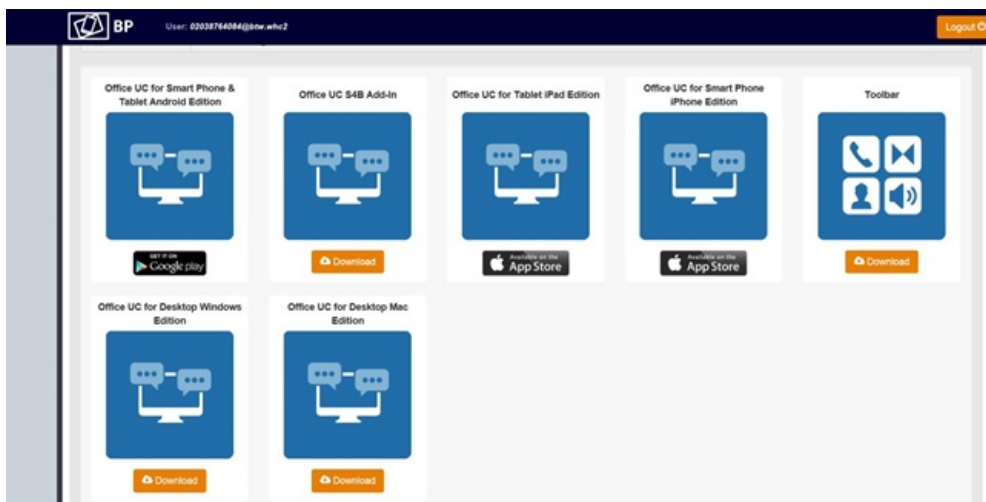 BP
User: 02038764084@btw.whc2
Logout
Office UC for Smart Phone &
Tablet Android Edition
Office UC S4B Add-In
Office UC for Tablet iPad Edition
Office UC for Smart Phone
iPhone Edition
Toolbar
GET IT ON
Google play
Download
Available on the
App Store
Available on the
App Store
Download
Office UC for Desktop Windows
Edition
Office UC for Desktop Mac
Edition
Download
Download